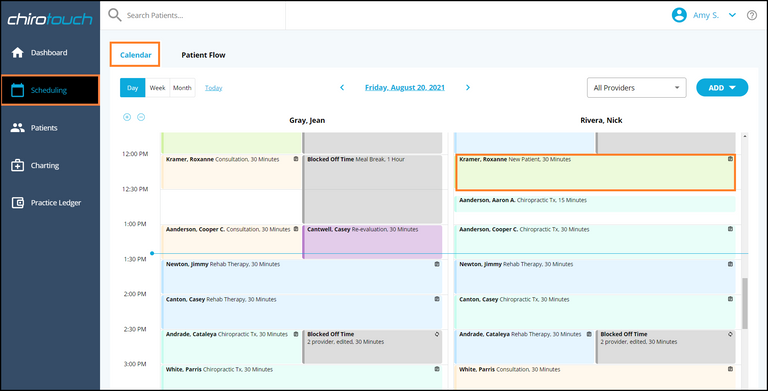 chirotouch
Search Patients...
Amy S.
Dashboard
Scheduling
Patients
Charting
Practice Ledger
Calendar
Patient Flow
Day
Week
Month
Today
Friday, August 20, 2021
All Providers
ADD
Gray, Jean
Rivera, Nick
12:00 PM
Kramer, Roxanne Consultation, 30 Minutes
Blocked Off Time Meal Break, 1 Hour
Kramer, Roxanne New Patient, 30 Minutes
12:30 PM
Aanderson, Aaron A. Chiropractic Tx, 15 Minutes
1:00 PM
Aanderson, Cooper C. Consultation, 30 Minutes
Cantwell, Casey Re-evaluation, 30 Minutes
Aanderson, Cooper C. Chiropractic Tx, 30 Minutes
1:30 PM
Newton, Jimmy Rehab Therapy, 30 Minutes
Newton, Jimmy Rehab Therapy, 30 Minutes
2:00 PM
Canton, Casey Rehab Therapy, 30 Minutes
Canton, Casey Chiropractic Tx, 30 Minutes
2:30 PM
Andrade, Cataleya Chiropractic Tx, 30 Minutes
Blocked Off Time
2 provider, edited, 30 Minutes
Andrade, Cataleya Rehab Therapy, 30 Minutes
Blocked Off Time
2 provider, edited, 30 Minutes
3:00 PM
White, Parris Chiropractic Tx, 30 Minutes
White, Parris Consultation, 30 Minutes